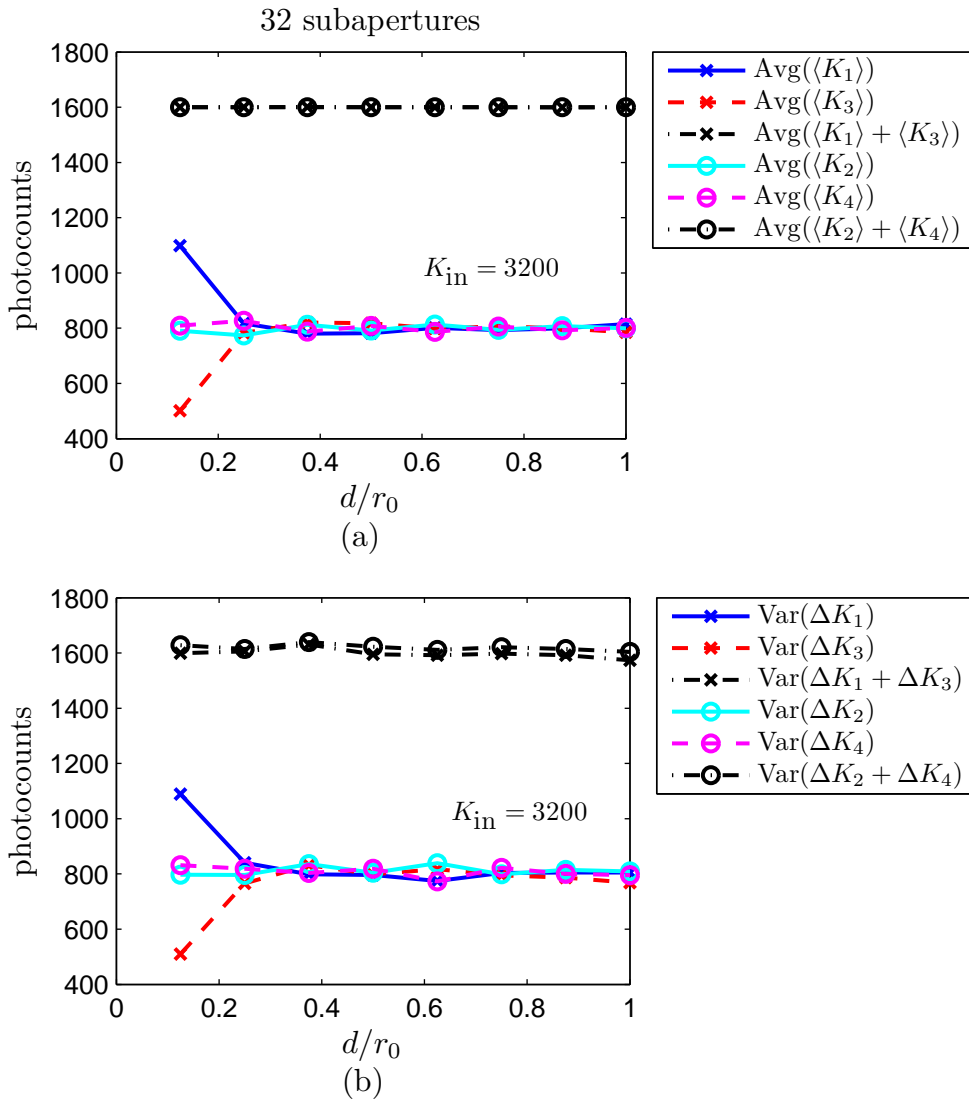 32 subapertures
1800
1600
1400
1200
1000
800
600
400
0
0.2
0.4
0.6
0.8
1
photocounts
d/r₀
K_in = 3200
Avg(⟨K₁⟩)
Avg(⟨K₃⟩)
Avg(⟨K₁⟩ + ⟨K₃⟩)
Avg(⟨K₂⟩)
Avg(⟨K₄⟩)
Avg(⟨K₂⟩ + ⟨K₄⟩)
(a)
1800
1600
1400
1200
1000
800
600
400
0
0.2
0.4
0.6
0.8
1
photocounts
d/r₀
K_in = 3200
Var(ΔK₁)
Var(ΔK₃)
Var(ΔK₁ + ΔK₃)
Var(ΔK₂)
Var(ΔK₄)
Var(ΔK₂ + ΔK₄)
(b)